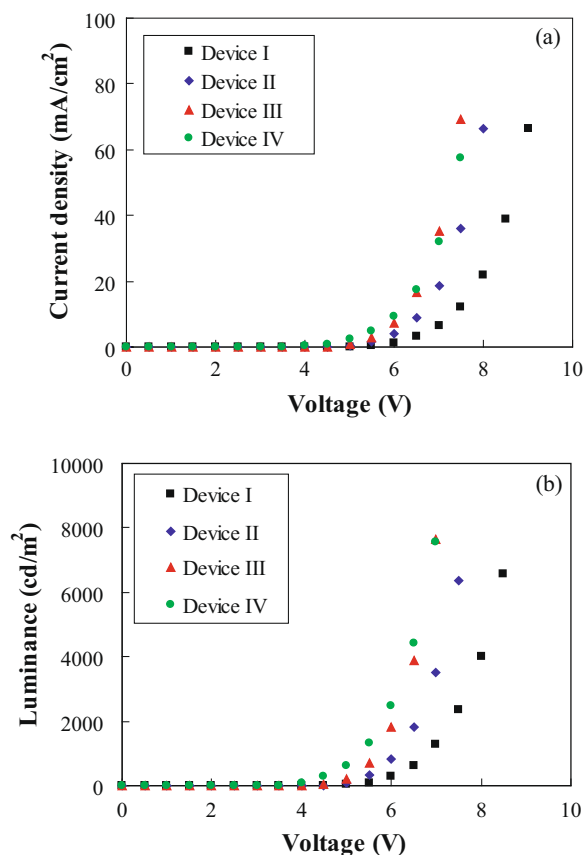 (a)
Device I
Device II
Device III
Device IV
Current density (mA/cm²)
100
80
60
40
20
0
0 2 4 6 8 10
Voltage (V)
(b)
Device I
Device II
Device III
Device IV
Luminance (cd/m²)
10000
8000
6000
4000
2000
0
0 2 4 6 8 10
Voltage (V)